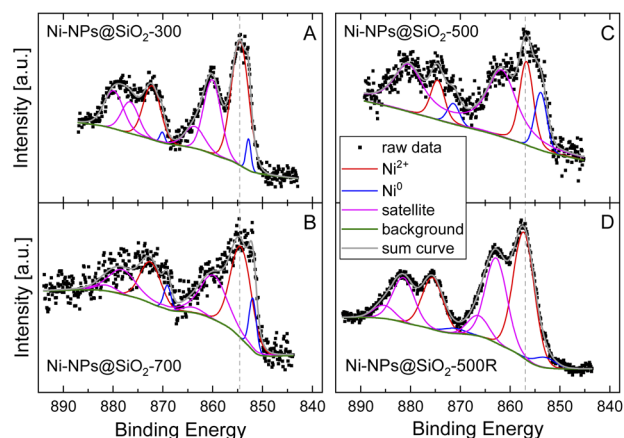 Ni-NPs@SiO₂-300
A
Ni-NPs@SiO₂-500
C
Intensity [a.u.]
raw data
Ni²⁺
Ni⁰
satellite
background
sum curve
B
D
Intensity [a.u.]
Ni-NPs@SiO₂-700
Ni-NPs@SiO₂-500R
890 880 870 860 850 840
890 880 870 860 850 840
Binding Energy
Binding Energy